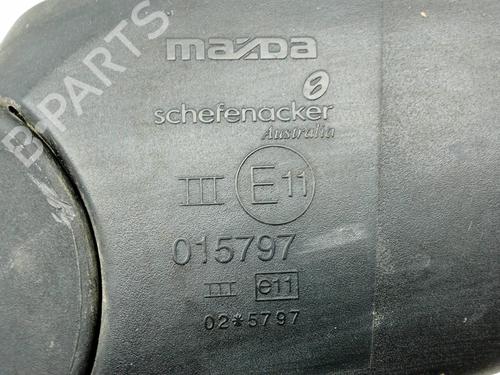 B-PARTS
mazda
schefenacker
Australia
III E11
015797
III e11
02*5797